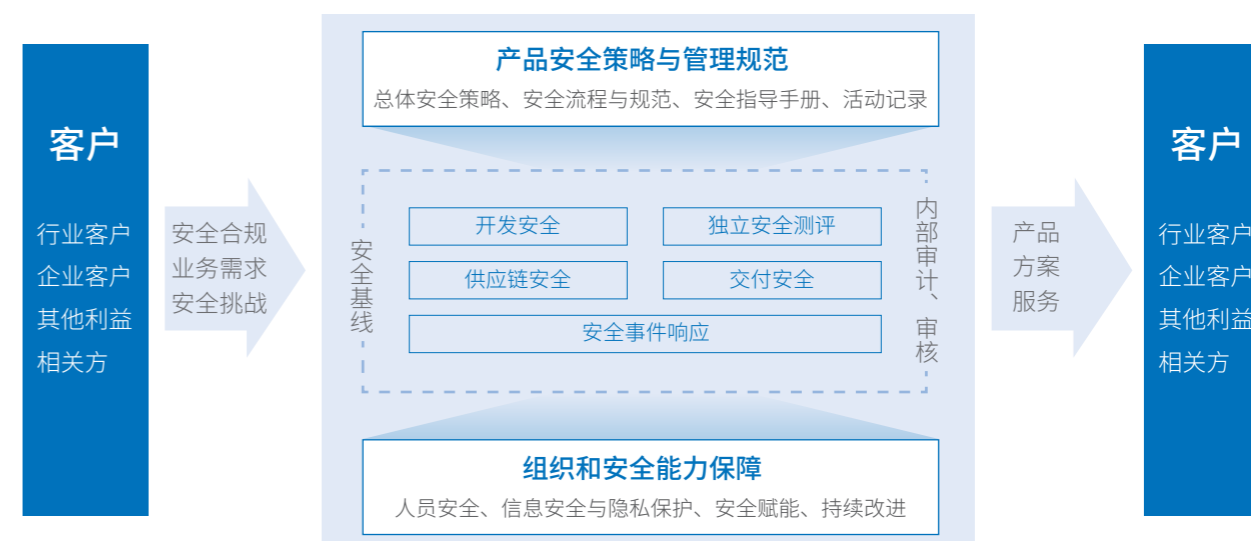 客户
行业客户
企业客户
其他利益
相关方
安全合规
业务需求
安全挑战
产品安全策略与管理规范
总体安全策略、安全流程与规范、安全指导手册、活动记录
安全基线
开发安全
独立安全测评
供应链安全
交付安全
安全事件响应
内部审计、审核
组织和安全能力保障
人员安全、信息安全与隐私保护、安全赋能、持续改进
产品
方案
服务
客户
行业客户
企业客户
其他利益
相关方